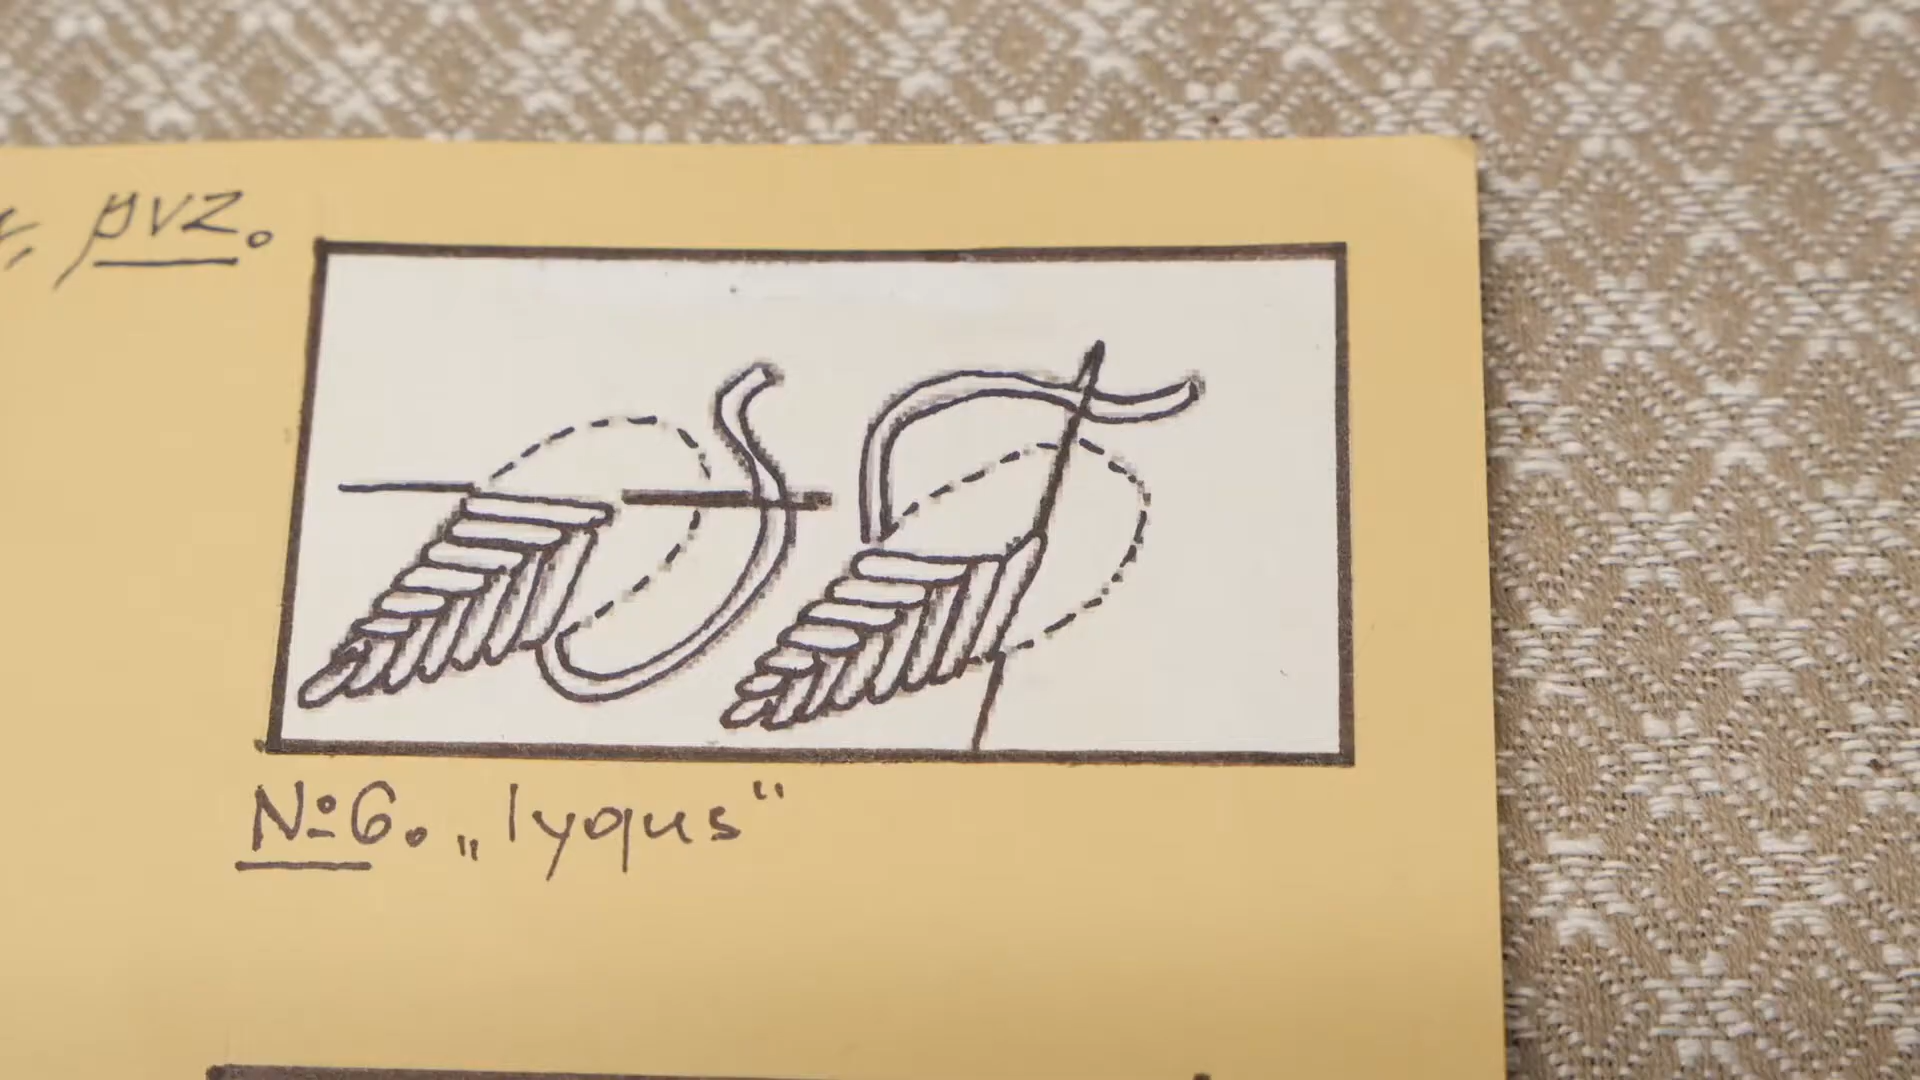 pvz.
№6. „lygus“